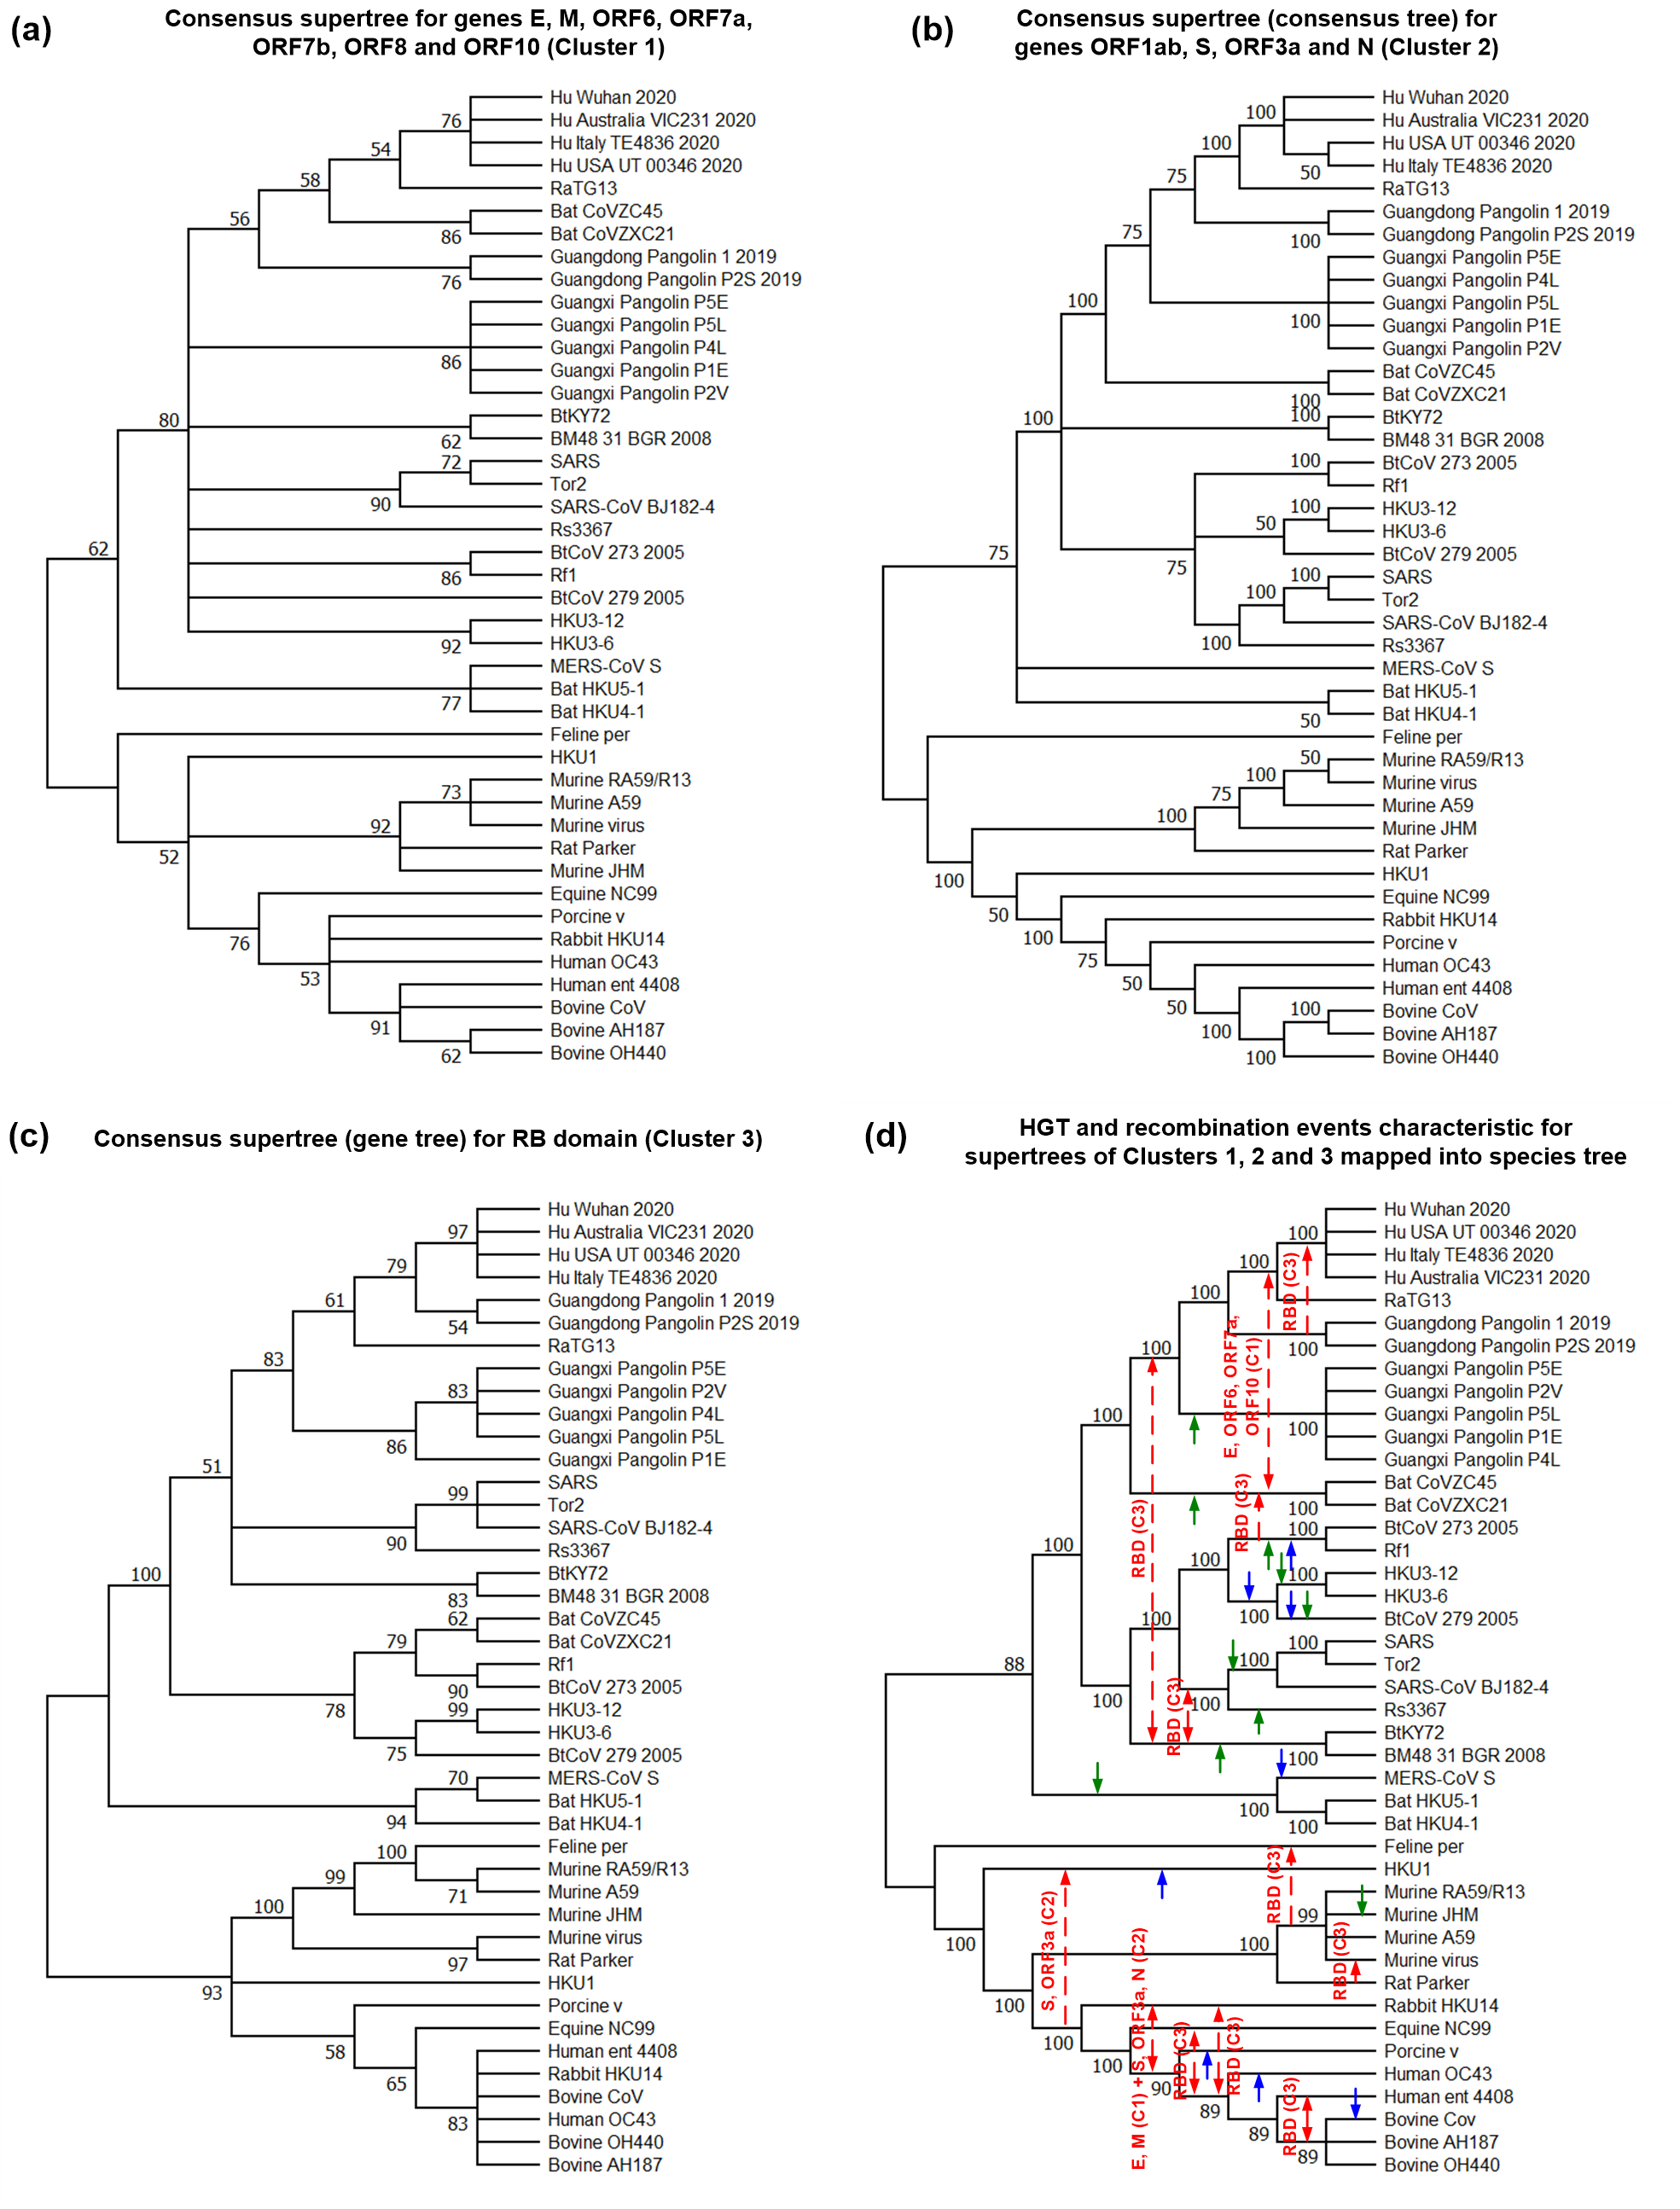 (a)
Consensus supertree for genes E, M, ORF6, ORF7a,
ORF7b, ORF8 and ORF10 (Cluster 1)
Hu Wuhan 2020
76
Hu Australia VIC231 2020
54
Hu Italy TE4836 2020
Hu USA UT 00346 2020
58
RaTG13
56
Bat CoVZC45
86
Bat CoVZXC21
Guangdong Pangolin 1 2019
76
Guangdong Pangolin P2S 2019
Guangxi Pangolin P5E
Guangxi Pangolin P5L
Guangxi Pangolin P4L
86
Guangxi Pangolin P1E
Guangxi Pangolin P2V
80
BtKY72
62
BM48 31 BGR 2008
72
SARS
Tor2
90
SARS-CoV BJ182-4
Rs3367
62
BtCoV 273 2005
86
Rf1
BtCoV 279 2005
HKU3-12
92
HKU3-6
MERS-CoV S
Bat HKU5-1
77
Bat HKU4-1
Feline per
HKU1
Murine RA59/R13
73
Murine A59
92
Murine virus
Rat Parker
52
Murine JHM
Equine NC99
Porcine v
76
Rabbit HKU14
53
Human OC43
Human ent 4408
Bovine CoV
91
Bovine AH187
62
Bovine OH440
(b)
Consensus supertree (consensus tree) for
genes ORF1ab, S, ORF3a and N (Cluster 2)
Hu Wuhan 2020
100
Hu Australia VIC231 2020
100
Hu USA UT 00346 2020
75
50
Hu Italy TE4836 2020
RaTG13
Guangdong Pangolin 1 2019
75
100
Guangdong Pangolin P2S 2019
Guangxi Pangolin P5E
Guangxi Pangolin P4L
100
Guangxi Pangolin P5L
100
Guangxi Pangolin P1E
Guangxi Pangolin P2V
Bat CoVZC45
Bat CoVZXC21
100
100
100
BtKY72
BM48 31 BGR 2008
100
BtCoV 273 2005
Rf1
100
HKU3-12
50
HKU3-6
75
75
BtCoV 279 2005
100
SARS
100
Tor2
SARS-CoV BJ182-4
100
Rs3367
MERS-CoV S
Bat HKU5-1
50
Bat HKU4-1
Feline per
50
Murine RA59/R13
100
Murine virus
75
Murine A59
100
Murine JHM
Rat Parker
100
HKU1
Equine NC99
50
Rabbit HKU14
100
Porcine v
75
Human OC43
50
Human ent 4408
50
100
Bovine CoV
100
Bovine AH187
100
Bovine OH440
(c)
Consensus supertree (gene tree) for RB domain (Cluster 3)
Hu Wuhan 2020
97
Hu Australia VIC231 2020
79
Hu USA UT 00346 2020
Hu Italy TE4836 2020
61
Guangdong Pangolin 1 2019
54
Guangdong Pangolin P2S 2019
RaTG13
83
Guangxi Pangolin P5E
83
Guangxi Pangolin P2V
Guangxi Pangolin P4L
86
Guangxi Pangolin P5L
Guangxi Pangolin P1E
51
SARS
99
Tor2
SARS-CoV BJ182-4
90
Rs3367
100
BtKY72
83
BM48 31 BGR 2008
62
Bat CoVZC45
79
Bat CoVZXC21
Rf1
90
BtCoV 273 2005
78
99
HKU3-12
HKU3-6
75
BtCoV 279 2005
70
MERS-CoV S
Bat HKU5-1
94
Bat HKU4-1
100
Feline per
99
Murine RA59/R13
71
Murine A59
100
Murine JHM
Murine virus
97
Rat Parker
93
HKU1
Porcine v
Equine NC99
58
Human ent 4408
65
Rabbit HKU14
Bovine CoV
83
Human OC43
Bovine OH440
Bovine AH187
(d)
HGT and recombination events characteristic for
supertrees of Clusters 1, 2 and 3 mapped into species tree
Hu Wuhan 2020
100
Hu USA UT 00346 2020
100
Hu Italy TE4836 2020
100
Hu Australia VIC231 2020
RBD (C3)
RaTG13
Guangdong Pangolin 1 2019
100
100
Guangdong Pangolin P2S 2019
E, ORF6, ORF7a,
ORF10 (C1)
Guangxi Pangolin P5E
Guangxi Pangolin P2V
100
100
Guangxi Pangolin P5L
Guangxi Pangolin P1E
Guangxi Pangolin P4L
Bat CoVZC45
100
Bat CoVZXC21
RBD (C3)
RBD (C3)
100
BtCoV 273 2005
100
100
Rf1
100
HKU3-12
HKU3-6
100
100
BtCoV 279 2005
100
SARS
100
Tor2
88
SARS-CoV BJ182-4
100
100
Rs3367
RBD (C3)
BtKY72
100
BM48 31 BGR 2008
MERS-CoV S
100
Bat HKU5-1
100
Bat HKU4-1
Feline per
HKU1
RBD (C3)
Murine RA59/R13
99
Murine JHM
100
100
Murine A59
S, ORF3a (C2)
Murine virus
RBD (C3)
Rat Parker
100
Rabbit HKU14
100
Equine NC99
100
Porcine v
E, M (C1) + S, ORF3a, N (C2)
RBD (C3)
RBD (C3)
90
Human OC43
89
Human ent 4408
89
RBD (C3)
Bovine Cov
89
Bovine AH187
Bovine OH440